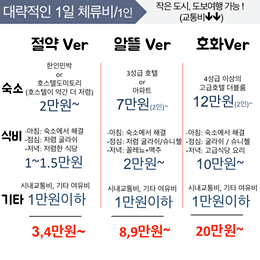 대략적인 1일 체류비/1인
작은 도시, 도보여행 가능 !
(교통비↓↓)
절약 Ver
알뜰 Ver
호화Ver
숙소
한인민박
or
호스텔도미토리
(호스텔이 약간 더 저렴)
2만원~
3성급 호텔
or
아파트
7만원(2인)~
4성급 이상의
고급호텔 더블룸
12만원(2인)~
식비
-아침: 숙소에서 해결
-점심: 저렴 굴라쉬
-저녁: 저렴한 식당
1~1.5만원
-아침: 숙소에서 해결
-점심: 저렴 굴라쉬/슈니첼
-저녁: 꼴레뇨+맥주
2만원~
-아침: 숙소에서 해결
-점심: 굴라쉬 / 슈니첼
-저녁: 고급식당 요리
10만원~
기타
시내교통비, 기타 여유비
1만원이하
시내교통비, 기타 여유비
1만원이하
시내교통비, 기타 여유비
1만원이하
3,4만원~
8,9만원~
20만원~